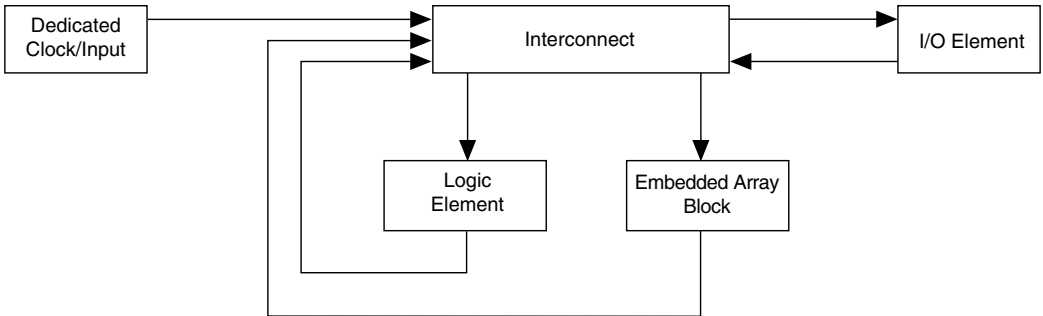 Dedicated
Clock/Input
Interconnect
I/O Element
Logic
Element
Embedded Array
Block